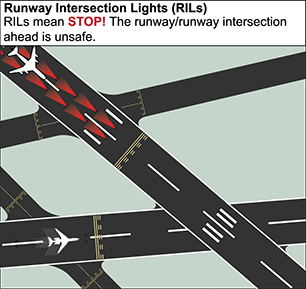 Runway Intersection Lights (RILs)
RILs mean STOP! The runway/runway intersection
ahead is unsafe.